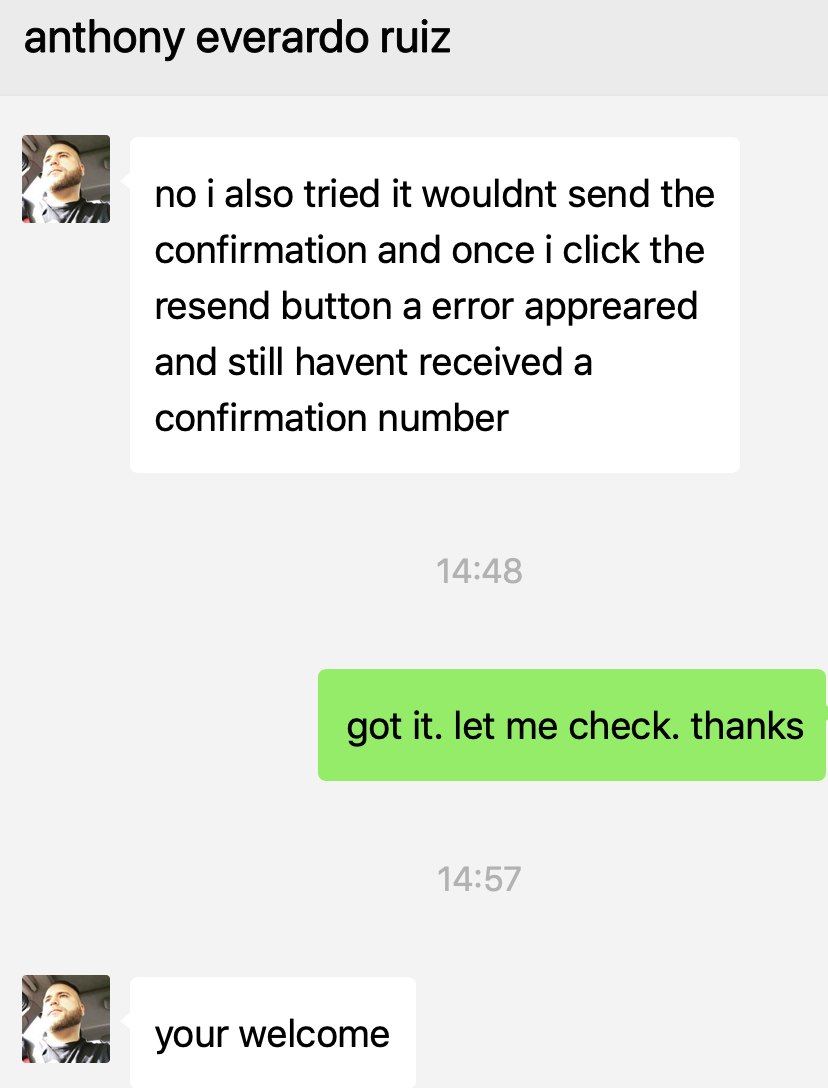 anthony everardo ruiz
no i also tried it wouldnt send the
confirmation and once i click the
resend button a error appreared
and still havent received a
confirmation number
14:48
got it. let me check. thanks
14:57
your welcome